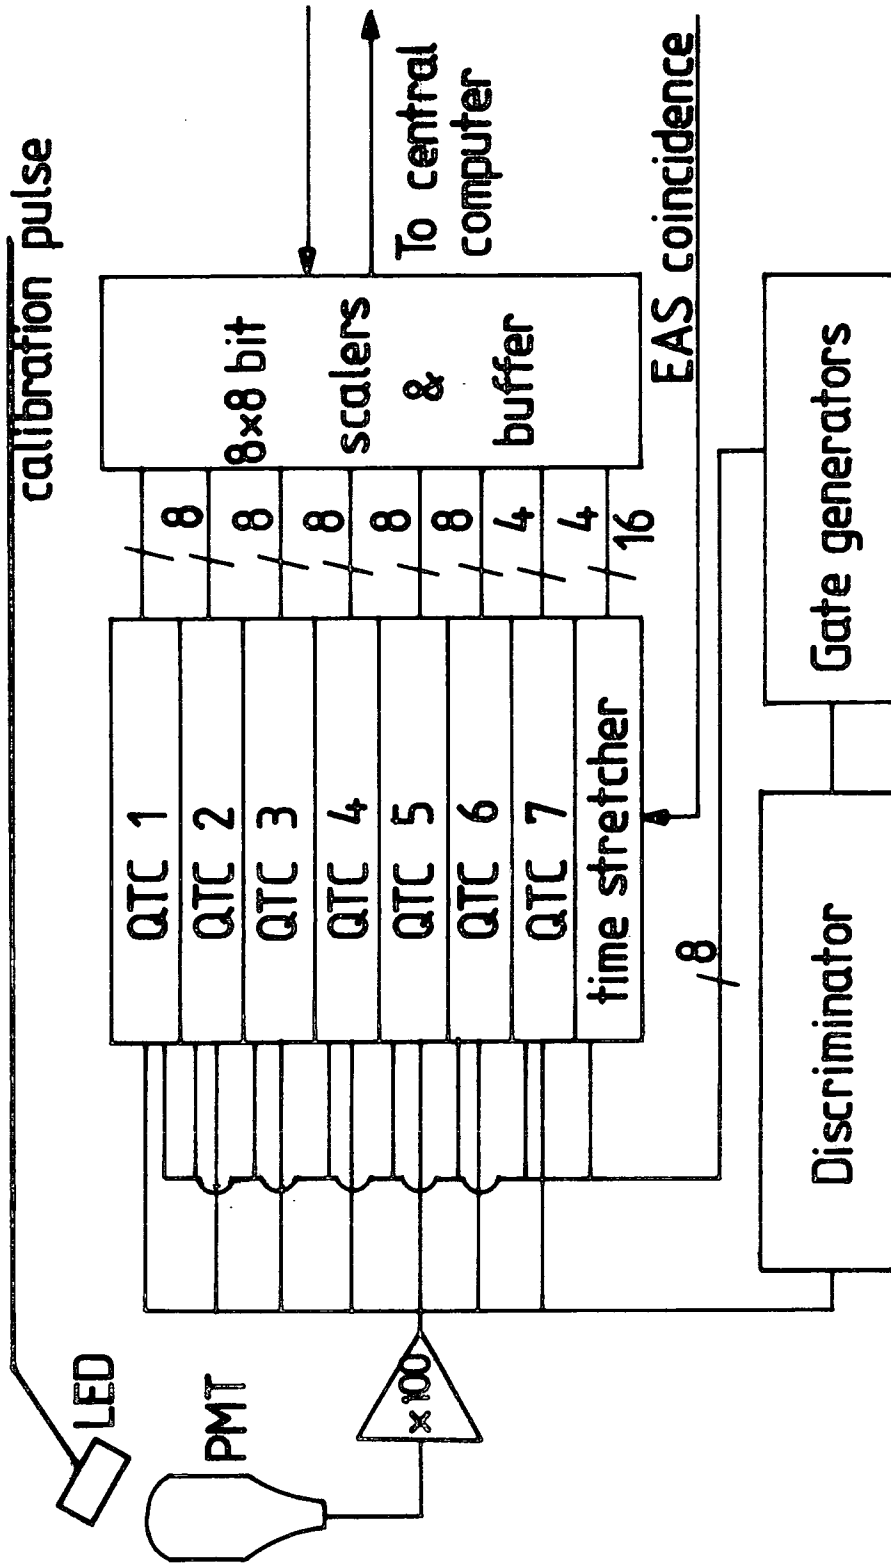 calibration pulse
LED
PMT
×100
QTC 1
QTC 2
QTC 3
QTC 4
QTC 5
QTC 6
QTC 7
time stretcher
8
8
8
8
8
4
4
16
8×8 bit
scalers
&
buffer
To central
computer
EAS coincidence
8
Discriminator
Gate generators